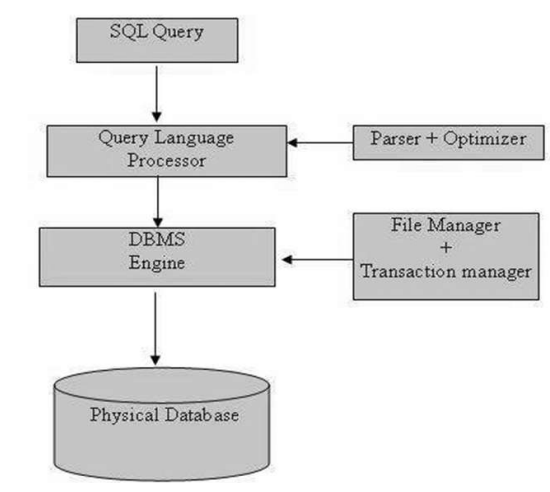 SQL Query
Query Language
Processor
Parser + Optimizer
DBMS
Engine
File Manager
+
Transaction manager
Physical Database